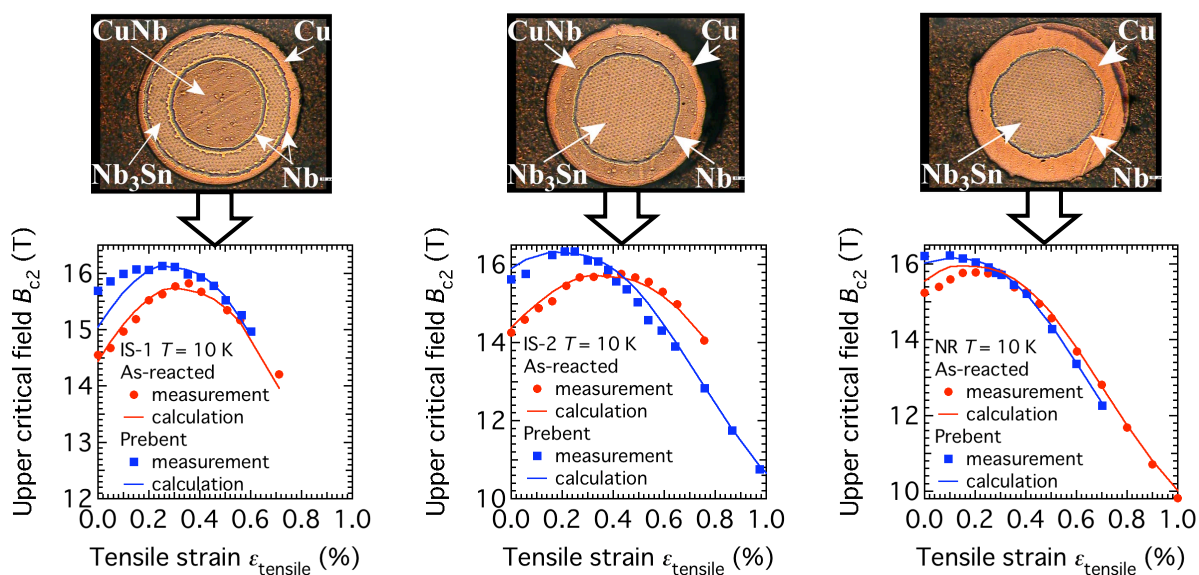 CuNb Cu
Nb3Sn Nb
CuNb Cu
Nb3Sn Nb
Cu
Nb3Sn Nb
Upper critical field Bc2 (T)
16
15
14
13
12
IS-1 T = 10 K
As-reacted
measurement
calculation
Prebent
measurement
calculation
0.0 0.2 0.4 0.6 0.8 1.0
Tensile strain εtensile (%)
Upper critical field Bc2 (T)
16
14
12
10
IS-2 T = 10 K
As-reacted
measurement
calculation
Prebent
measurement
calculation
0.0 0.2 0.4 0.6 0.8 1.0
Tensile strain εtensile (%)
Upper critical field Bc2 (T)
16
14
12
10
NR T = 10 K
As-reacted
measurement
calculation
Prebent
measurement
calculation
0.0 0.2 0.4 0.6 0.8 1.0
Tensile strain εtensile (%)